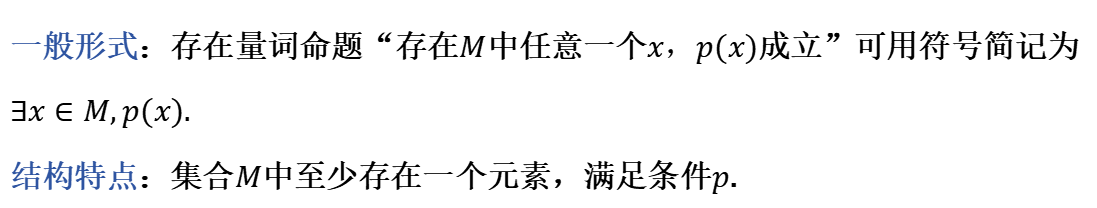 一般形式：存在量词命题“存在M中任意一个x，p(x)成立”可用符号简记为
∃x ∈ M, p(x).
结构特点：集合M中至少存在一个元素，满足条件p.